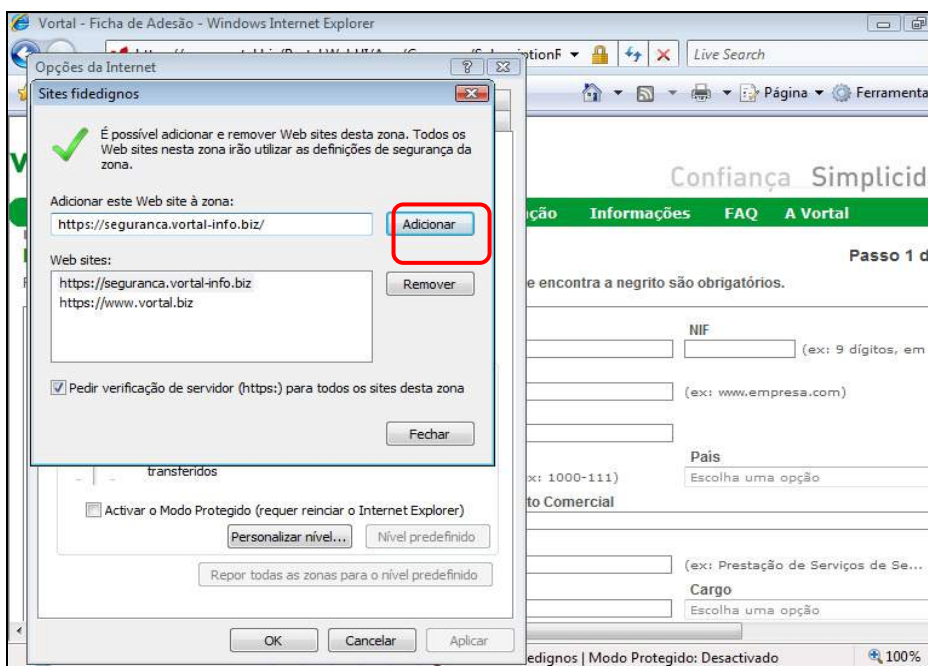 Vortal - Ficha de Adesão - Windows Internet Explorer
ptionF
Live Search
Opções da Internet
Sites fidedignos
Página
Ferramenta
É possível adicionar e remover Web sites desta zona. Todos os
Web sites nesta zona irão utilizar as definições de segurança da
zona.
Confiança Simplicid
Adicionar este Web site à zona:
https://seguranca.vortal-info.biz/
Adicionar
ção Informações FAQ A Vortal
Web sites:
Passo 1 d
https://seguranca.vortal-info.biz
https://www.vortal.biz
Remover
e encontra a negrito são obrigatórios.
NIF
(ex: 9 dígitos, em
Pedir verificação de servidor (https:) para todos os sites desta zona
(ex: www.empresa.com)
Fechar
País
transferidos
x: 1000-111)
Escolha uma opção
to Comercial
Activar o Modo Protegido (requer reinciar o Internet Explorer)
Personalizar nível...
Nível predefinido
Repor todas as zonas para o nível predefinido
(ex: Prestação de Serviços de Se...
Cargo
Escolha uma opção
OK
Cancelar
Aplicar
edignos | Modo Protegido: Desactivado
100%